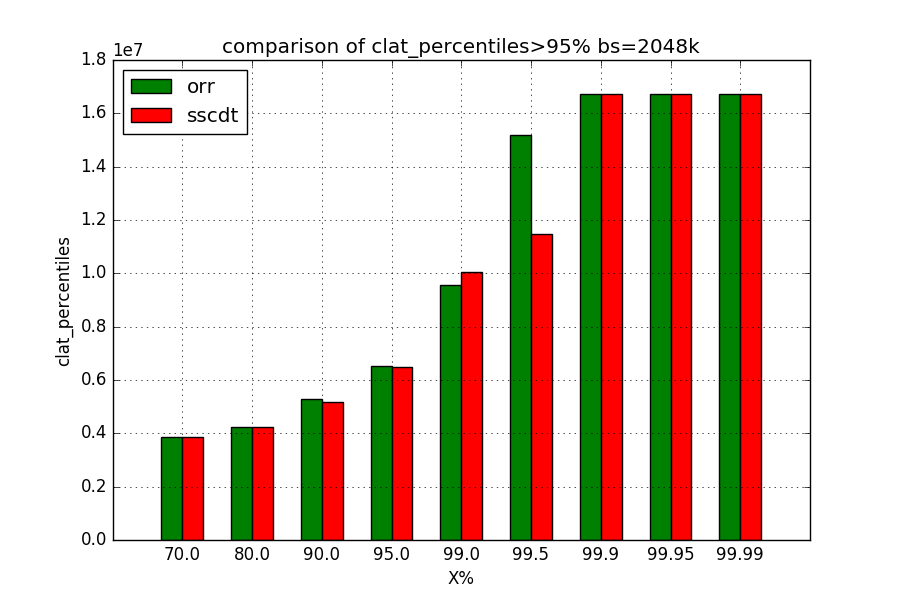 comparison of clat_percentiles>95% bs=2048k
1e7
1.8
1.6
1.4
1.2
1.0
0.8
0.6
0.4
0.2
0.0
clat_percentiles
orr
sscdt
70.0 80.0 90.0 95.0 99.0 99.5 99.9 99.95 99.99
X%